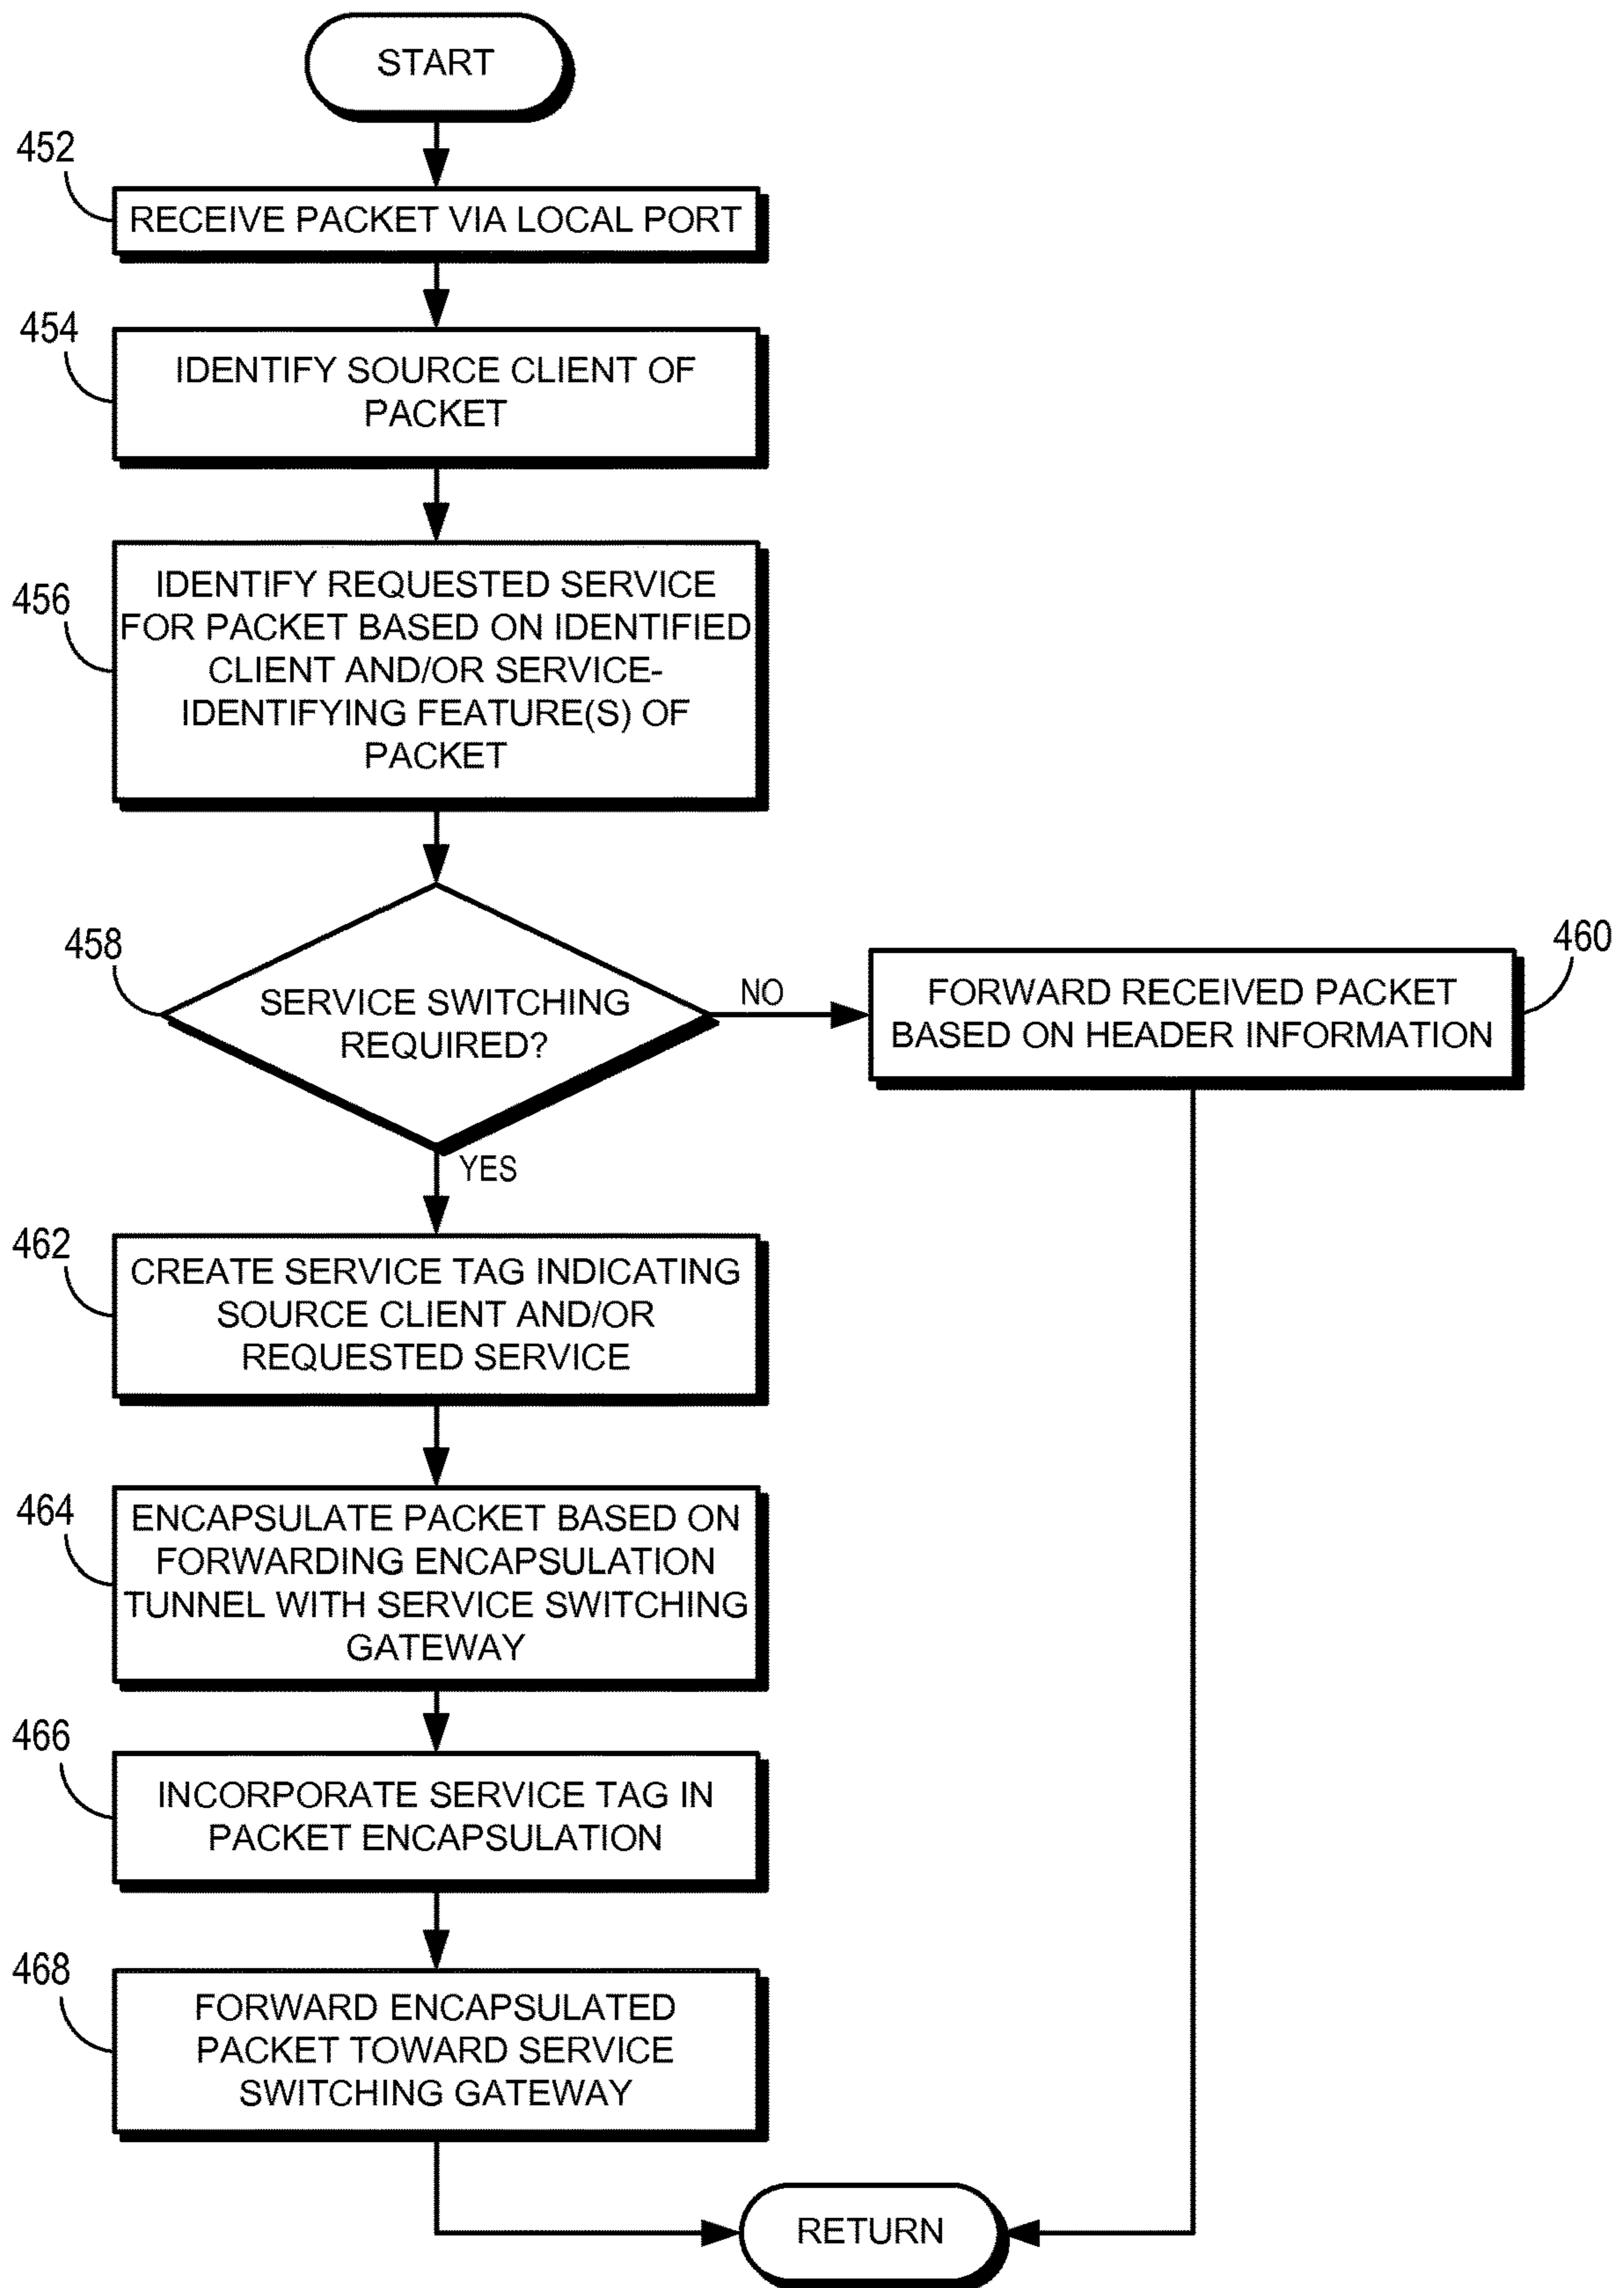 START
452
RECEIVE PACKET VIA LOCAL PORT
454
IDENTIFY SOURCE CLIENT OF
PACKET
456
IDENTIFY REQUESTED SERVICE
FOR PACKET BASED ON IDENTIFIED
CLIENT AND/OR SERVICE-
IDENTIFYING FEATURE(S) OF
PACKET
458
SERVICE SWITCHING
REQUIRED?
NO
460
FORWARD RECEIVED PACKET
BASED ON HEADER INFORMATION
YES
462
CREATE SERVICE TAG INDICATING
SOURCE CLIENT AND/OR
REQUESTED SERVICE
464
ENCAPSULATE PACKET BASED ON
FORWARDING ENCAPSULATION
TUNNEL WITH SERVICE SWITCHING
GATEWAY
466
INCORPORATE SERVICE TAG IN
PACKET ENCAPSULATION
468
FORWARD ENCAPSULATED
PACKET TOWARD SERVICE
SWITCHING GATEWAY
RETURN